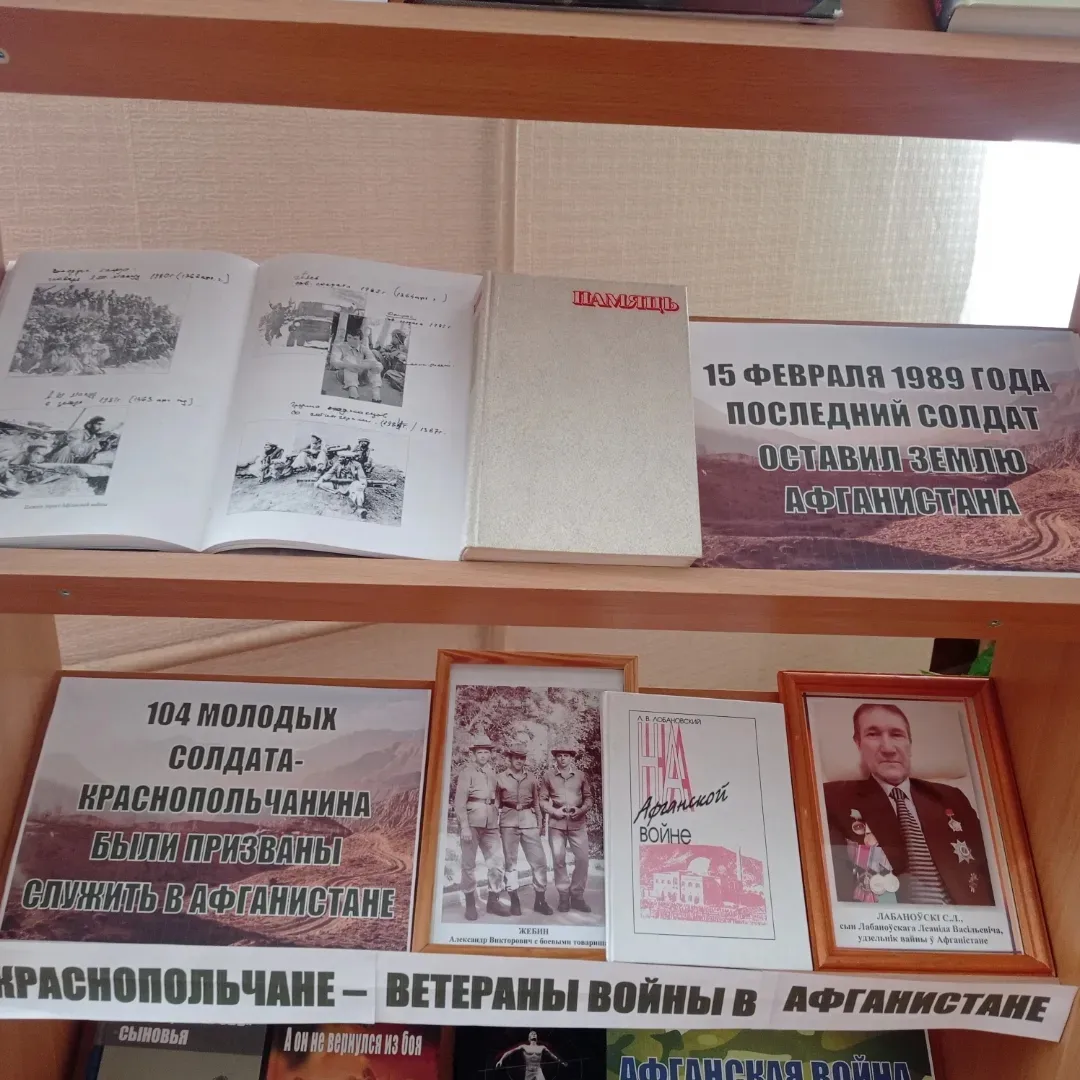 1980г
1982г.
ПАМЯЦЬ
15 ФЕВРАЛЯ 1989 ГОДА
ПОСЛЕДНИЙ СОЛДАТ
ОСТАВИЛ ЗЕМЛЮ
АФГАНИСТАНА
104 МОЛОДЫХ
СОЛДАТА-
КРАСНОПОЛЬЧАНИНА
БЫЛИ ПРИЗВАНЫ
СЛУЖИТЬ В АФГАНИСТАНЕ
ЖЕБИН
Александр Викторович с боевыми
Л. В. ЛОБАНОВСКИЙ
НА
Афганской
ВОЙНЕ
ЛАБАНОЎСКІ С.Л.,
сын Лабаноўскага Леаніда Васільевіча,
удзельнік вайны ў Афганістане
КРАСНОПОЛЬЧАНЕ – ВЕТЕРАНЫ ВОЙНЫ В АФГАНИСТАНЕ
СЫНОВЬЯ
А он не вернулся из боя
АФГАНСКАЯ ВОЙНА